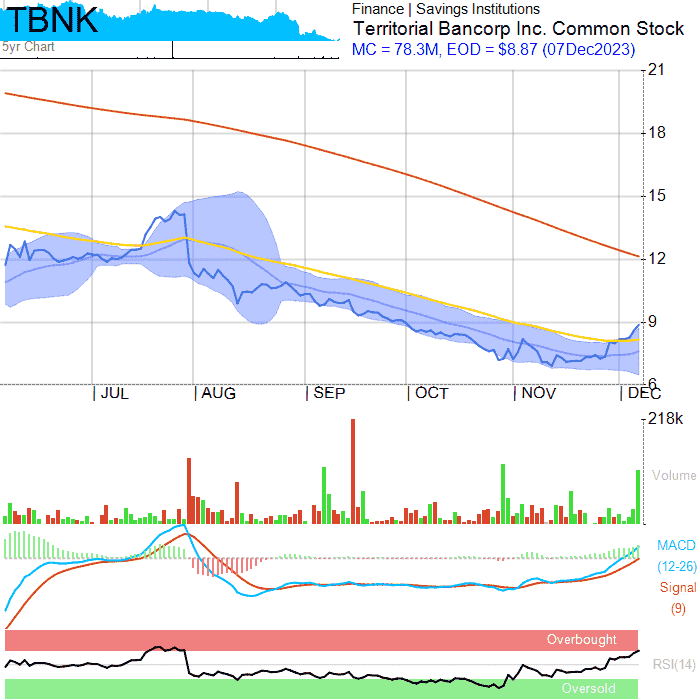 TBNK
5yr Chart
Finance | Savings Institutions
Territorial Bancorp Inc. Common Stock
MC = 78.3M, EOD = $8.87 (07Dec2023)
21
18
15
12
9
6
JUL
AUG
SEP
OCT
NOV
DEC
218k
Volume
MACD
(12-26)
Signal
(9)
Overbought
RSI(14)
Oversold